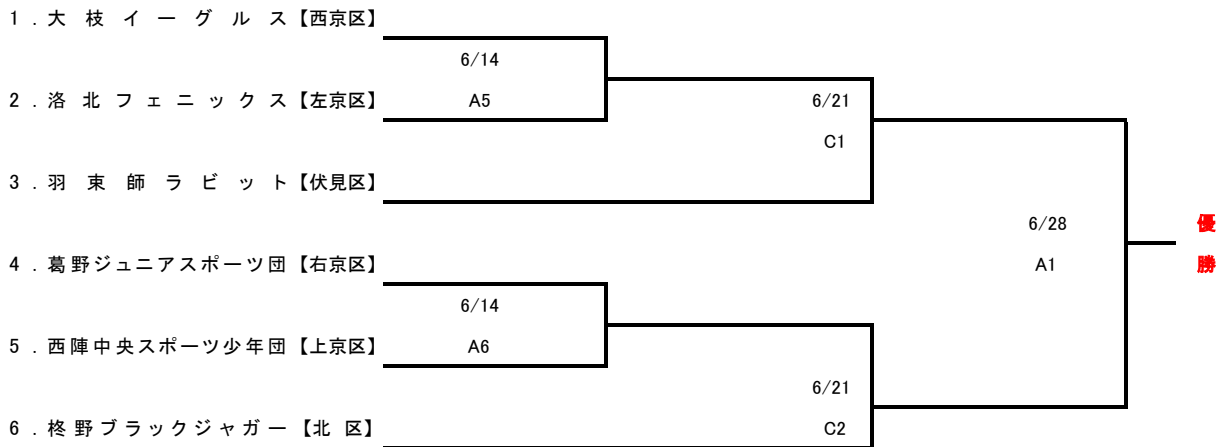 1．大枝イーグルス【西京区】
6/14
2．洛北フェニックス【左京区】
A5
6/21
C1
3．羽束師ラビット【伏見区】
6/28
優
4．葛野ジュニアスポーツ団【右京区】
A1
勝
6/14
5．西陣中央スポーツ少年団【上京区】
A6
6/21
6．柊野ブラックジャガー【北 区】
C2